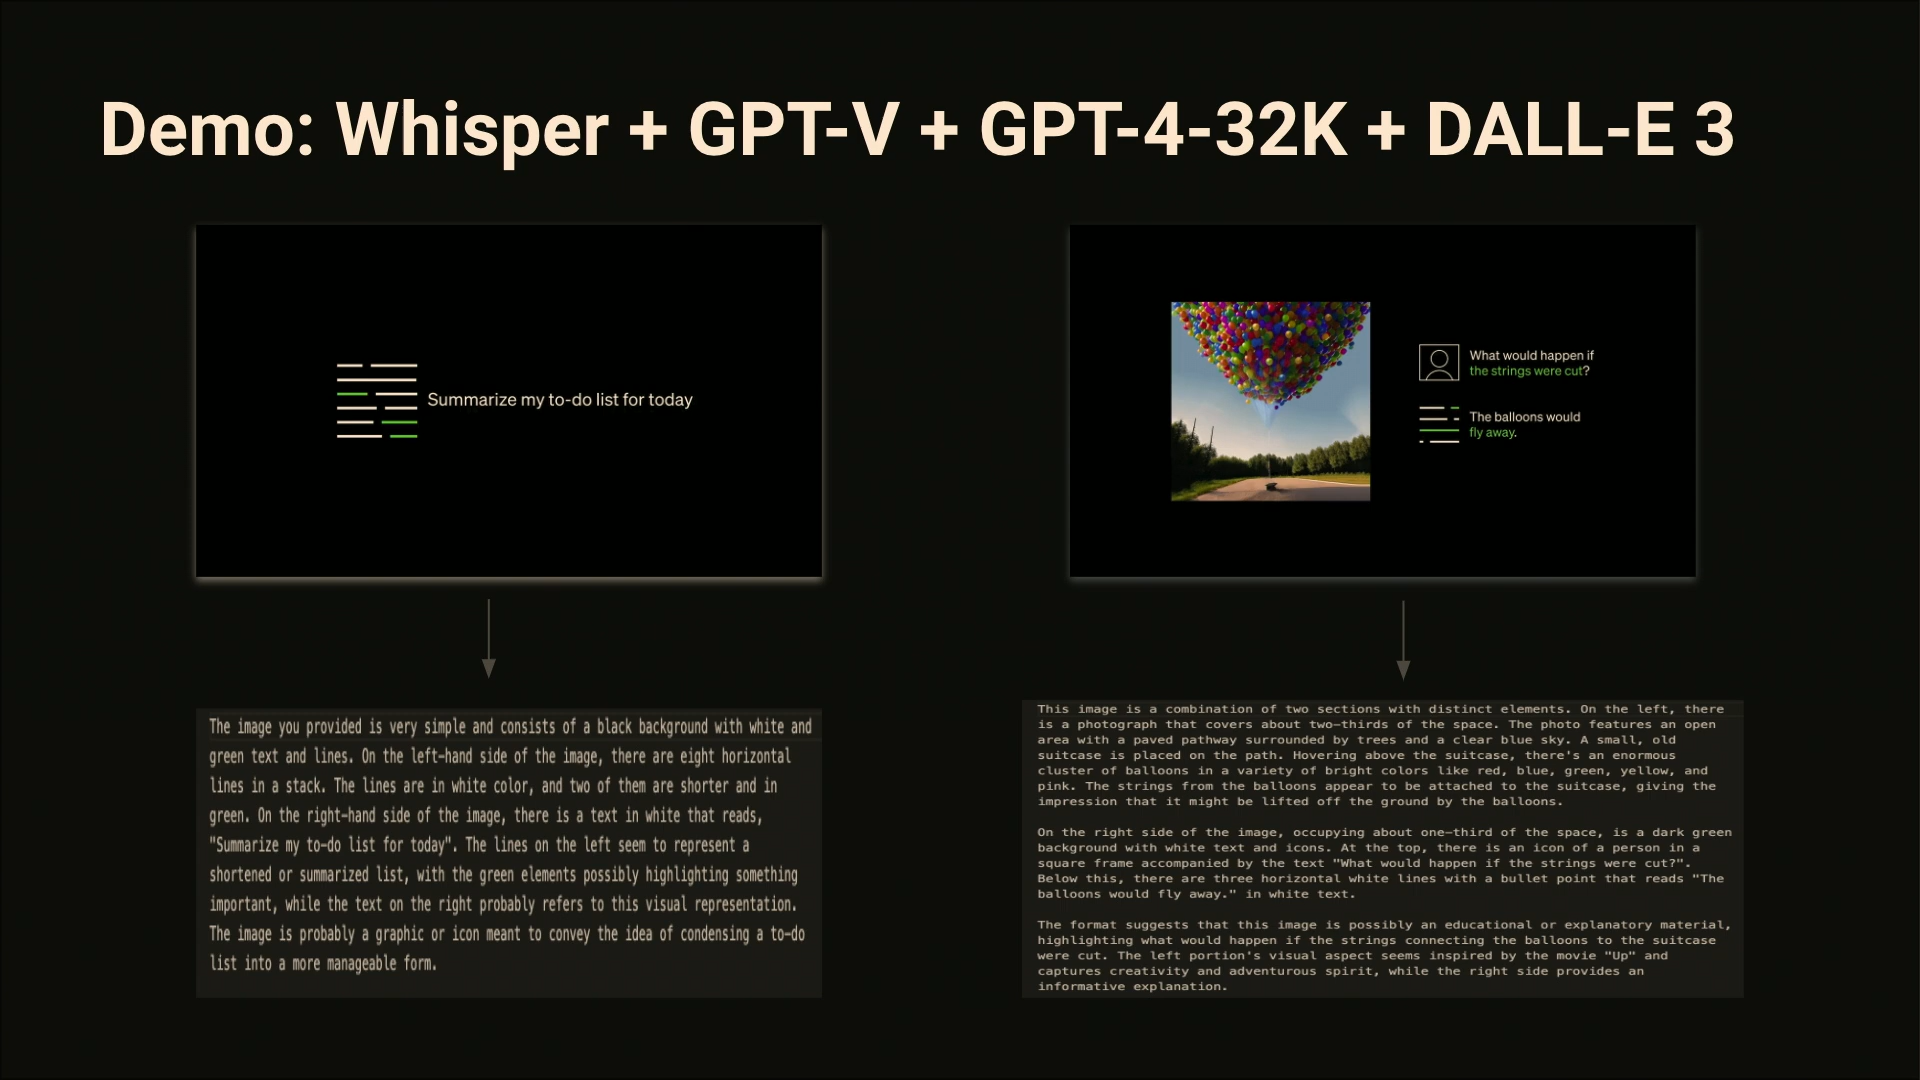 Demo: Whisper + GPT-V + GPT-4-32K + DALL-E 3
Summarize my to-do list for today
What would happen if
the strings were cut?
The balloons would
fly away.
The image you provided is very simple and consists of a black background with white and
green text and lines. On the left-hand side of the image, there are eight horizontal
lines in a stack. The lines are in white color, and two of them are shorter and in
green. On the right-hand side of the image, there is a text in white that reads,
"Summarize my to-do list for today". The lines on the left seem to represent a
shortened or summarized list, with the green elements possibly highlighting something
important, while the text on the right probably refers to this visual representation.
The image is probably a graphic or icon meant to convey the idea of condensing a to-do
list into a more manageable form.
This image is a combination of two sections with distinct elements. On the left, there
is a photograph that covers about two-thirds of the space. The photo features an open
area with a paved pathway surrounded by trees and a clear blue sky. A small, old
suitcase is placed on the path. Hovering above the suitcase, there's an enormous
cluster of balloons in a variety of bright colors like red, blue, green, yellow, and
pink. The strings from the balloons appear to be attached to the suitcase, giving the
impression that it might be lifted off the ground by the balloons.
On the right side of the image, occupying about one-third of the space, is a dark green
background with white text and icons. At the top, there is an icon of a person in a
square frame accompanied by the text "What would happen if the strings were cut?".
Below this, there are three horizontal white lines with a bullet point that reads "The
balloons would fly away." in white text.
The format suggests that this image is possibly an educational or explanatory material,
highlighting what would happen if the strings connecting the balloons to the suitcase
were cut. The left portion's visual aspect seems inspired by the movie "Up" and
captures creativity and adventurous spirit, while the right side provides an
informative explanation.